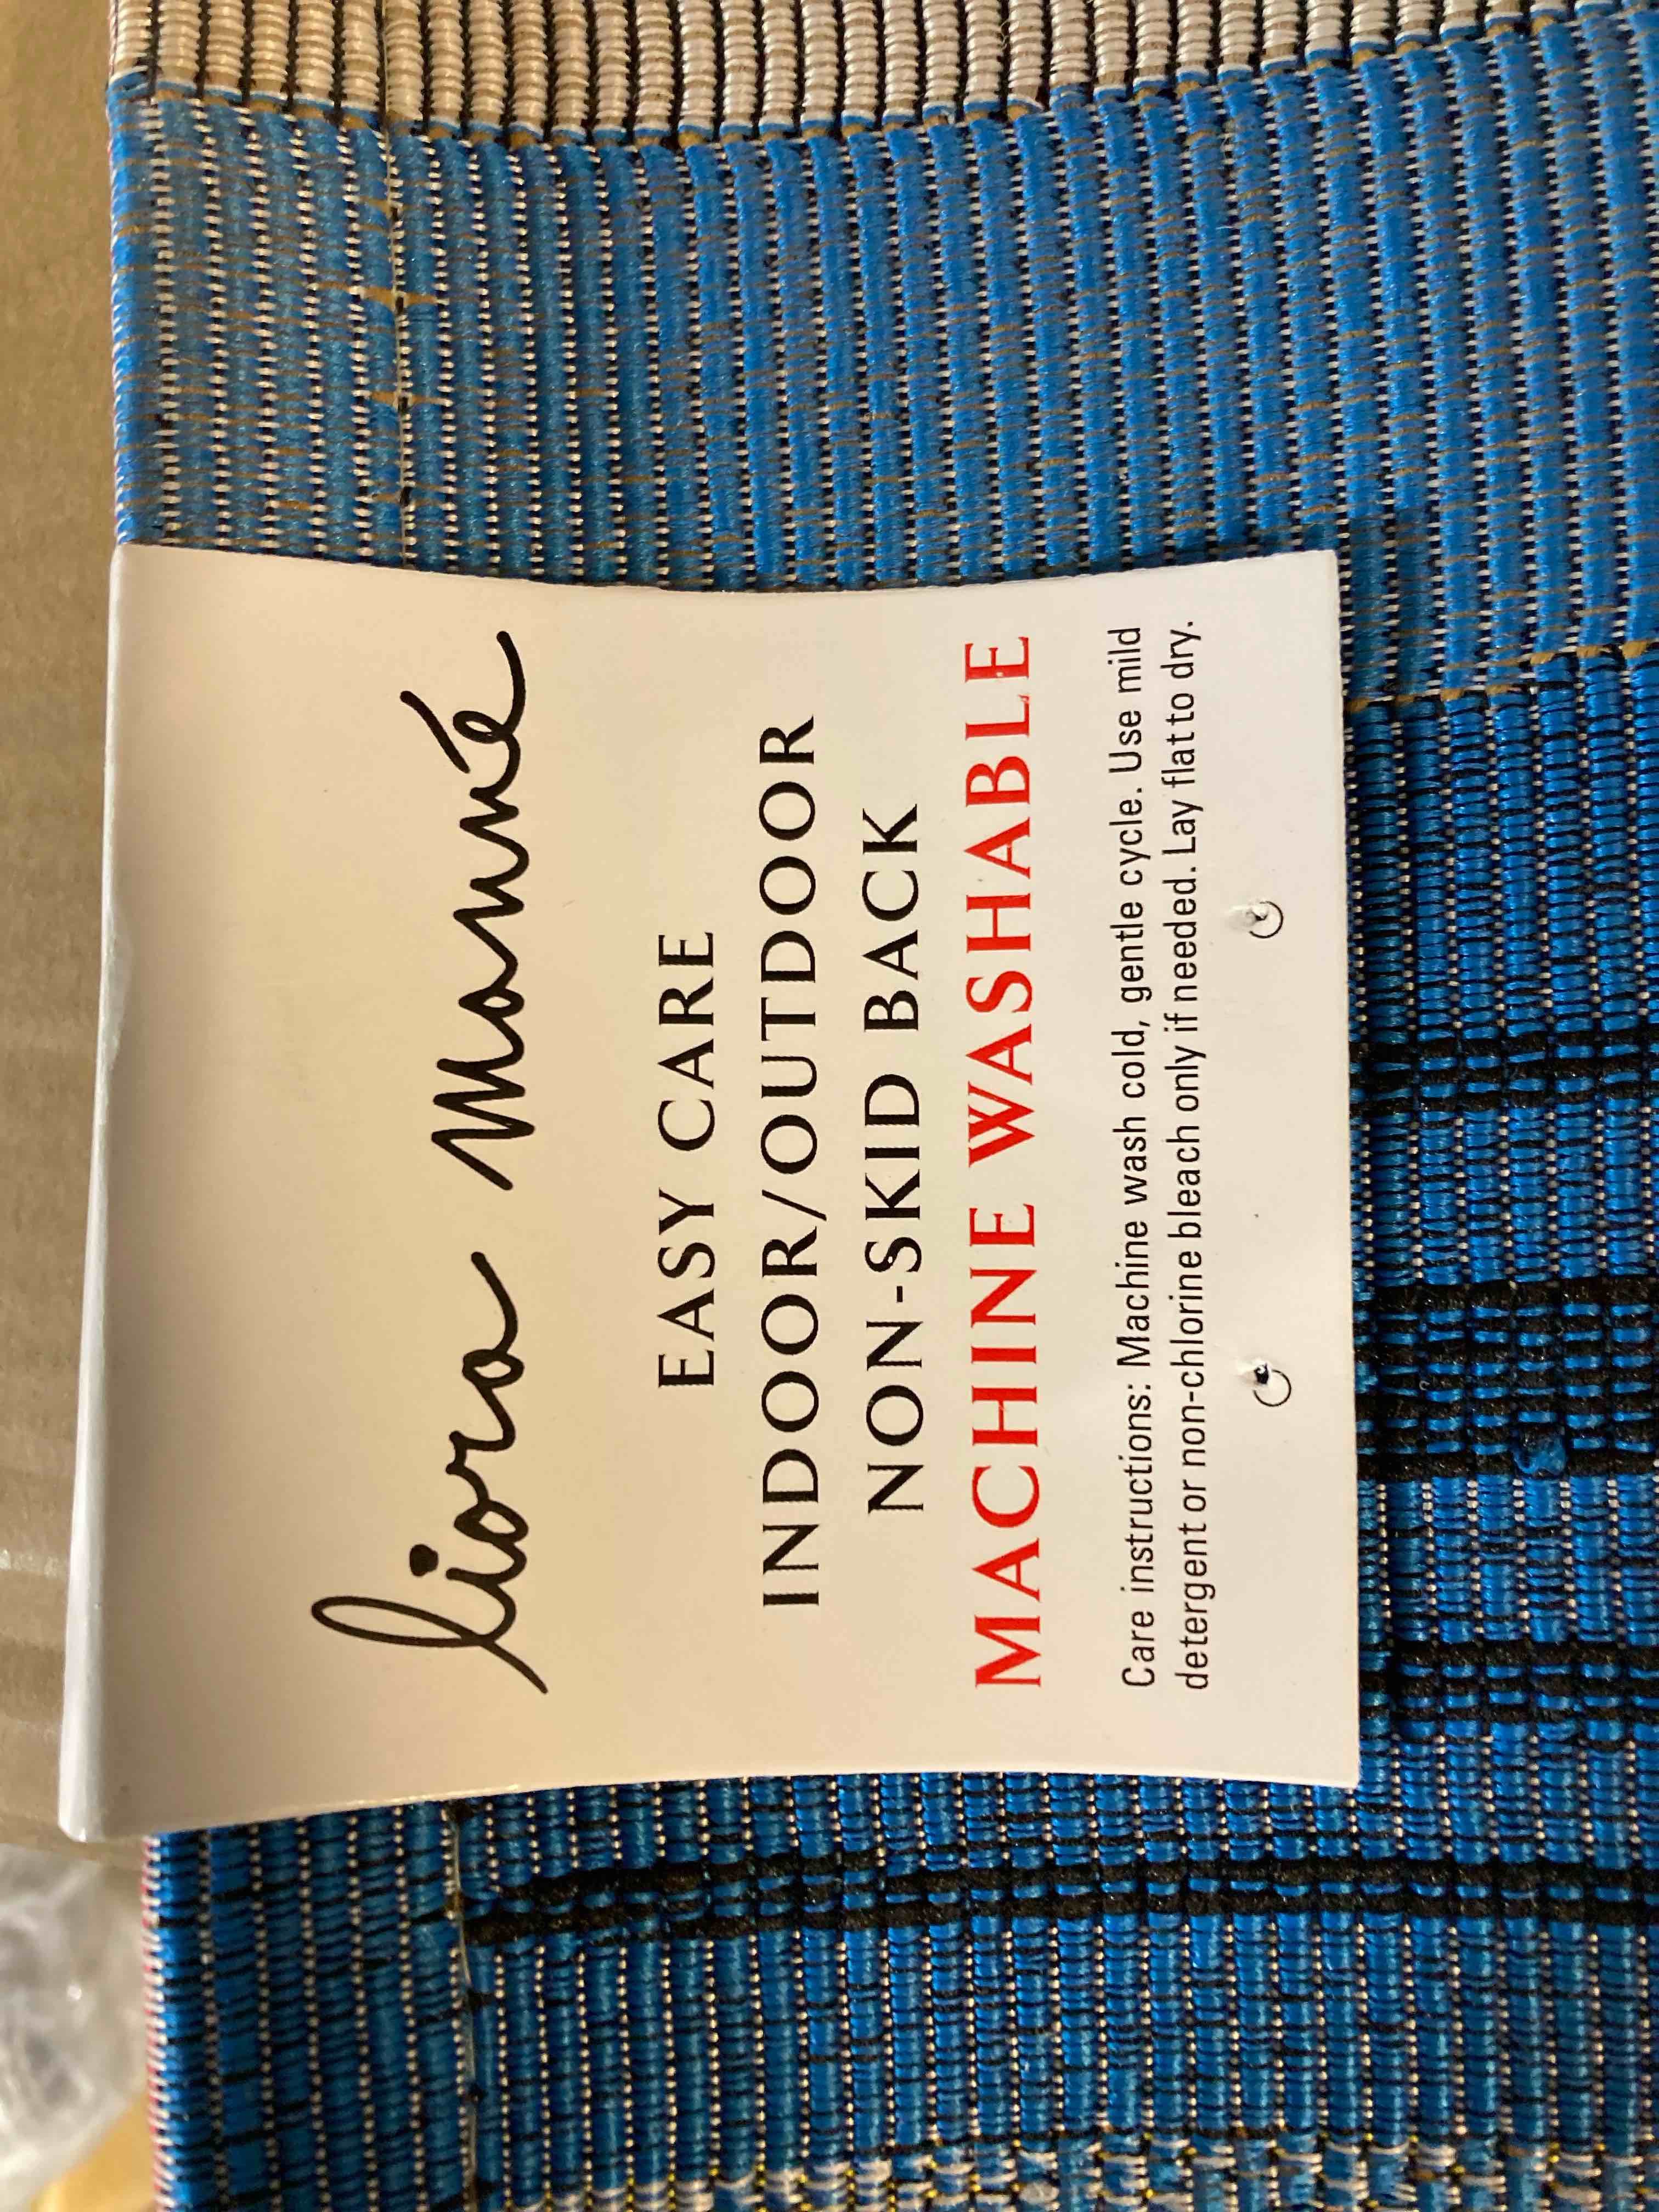 liora manné
EASY CARE
INDOOR/OUTDOOR
NON-SKID BACK
MACHINE WASHABLE
Care instructions: Machine wash cold, gentle cycle. Use mild
detergent or non-chlorine bleach only if needed. Lay flat to dry.